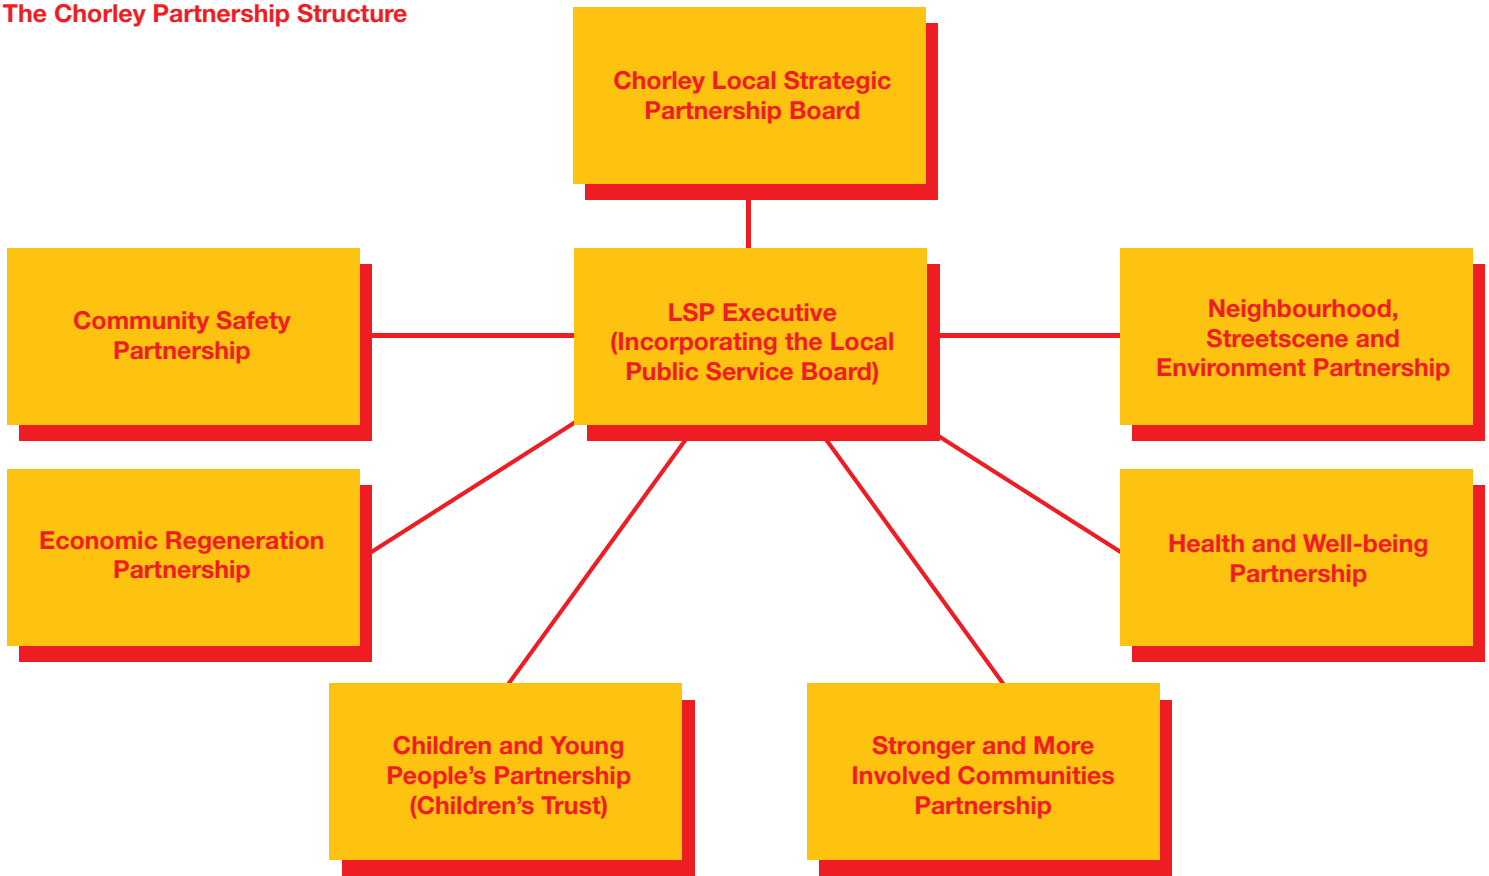 The Chorley Partnership Structure
Chorley Local Strategic
Partnership Board
Community Safety
Partnership
LSP Executive
(Incorporating the Local
Public Service Board)
Neighbourhood,
Streetscene and
Environment Partnership
Economic Regeneration
Partnership
Health and Well-being
Partnership
Children and Young
People’s Partnership
(Children’s Trust)
Stronger and More
Involved Communities
Partnership